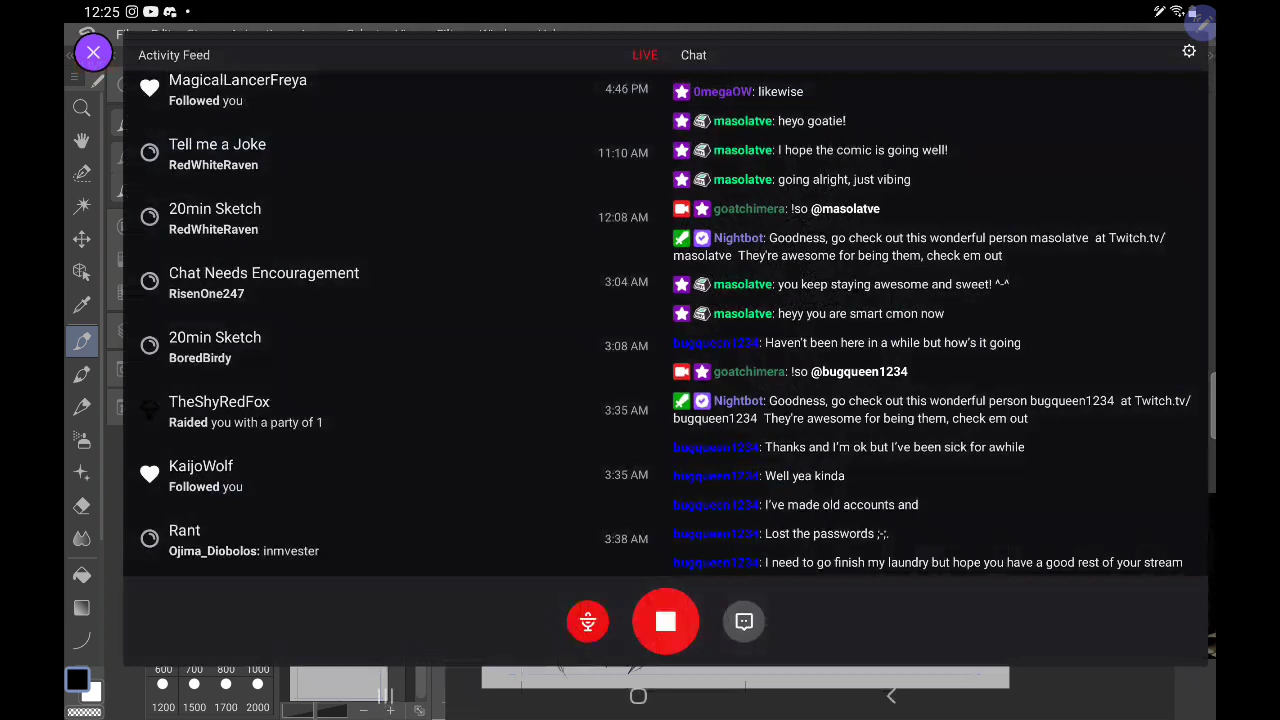 12:25
Activity Feed
LIVE
Chat
MagicalLancerFreya
Followed you
4:46 PM
Tell me a Joke
RedWhiteRaven
11:10 AM
20min Sketch
RedWhiteRaven
12:08 AM
Chat Needs Encouragement
RisenOne247
3:04 AM
20min Sketch
BoredBirdy
3:08 AM
TheShyRedFox
Raided you with a party of 1
3:35 AM
KaijoWolf
Followed you
3:35 AM
Rant
Ojima_Diobolos: inmvester
3:38 AM
0megaOW: likewise
masolatve: heyo goatie!
masolatve: I hope the comic is going well!
masolatve: going alright, just vibing
goatchimera: !so @masolatve
Nightbot: Goodness, go check out this wonderful person masolatve at Twitch.tv/
masolatve They're awesome for being them, check em out
masolatve: you keep staying awesome and sweet! ^-^
masolatve: heyy you are smart cmon now
bugqueen1234: Haven't been here in a while but how's it going
goatchimera: !so @bugqueen1234
Nightbot: Goodness, go check out this wonderful person bugqueen1234 at Twitch.tv/
bugqueen1234 They're awesome for being them, check em out
bugqueen1234: Thanks and I'm ok but I've been sick for awhile
bugqueen1234: Well yea kinda
bugqueen1234: I've made old accounts and
bugqueen1234: Lost the passwords ;-;.
bugqueen1234: I need to go finish my laundry but hope you have a good rest of your stream
600 700 800 1000
1200 1500 1700 2000